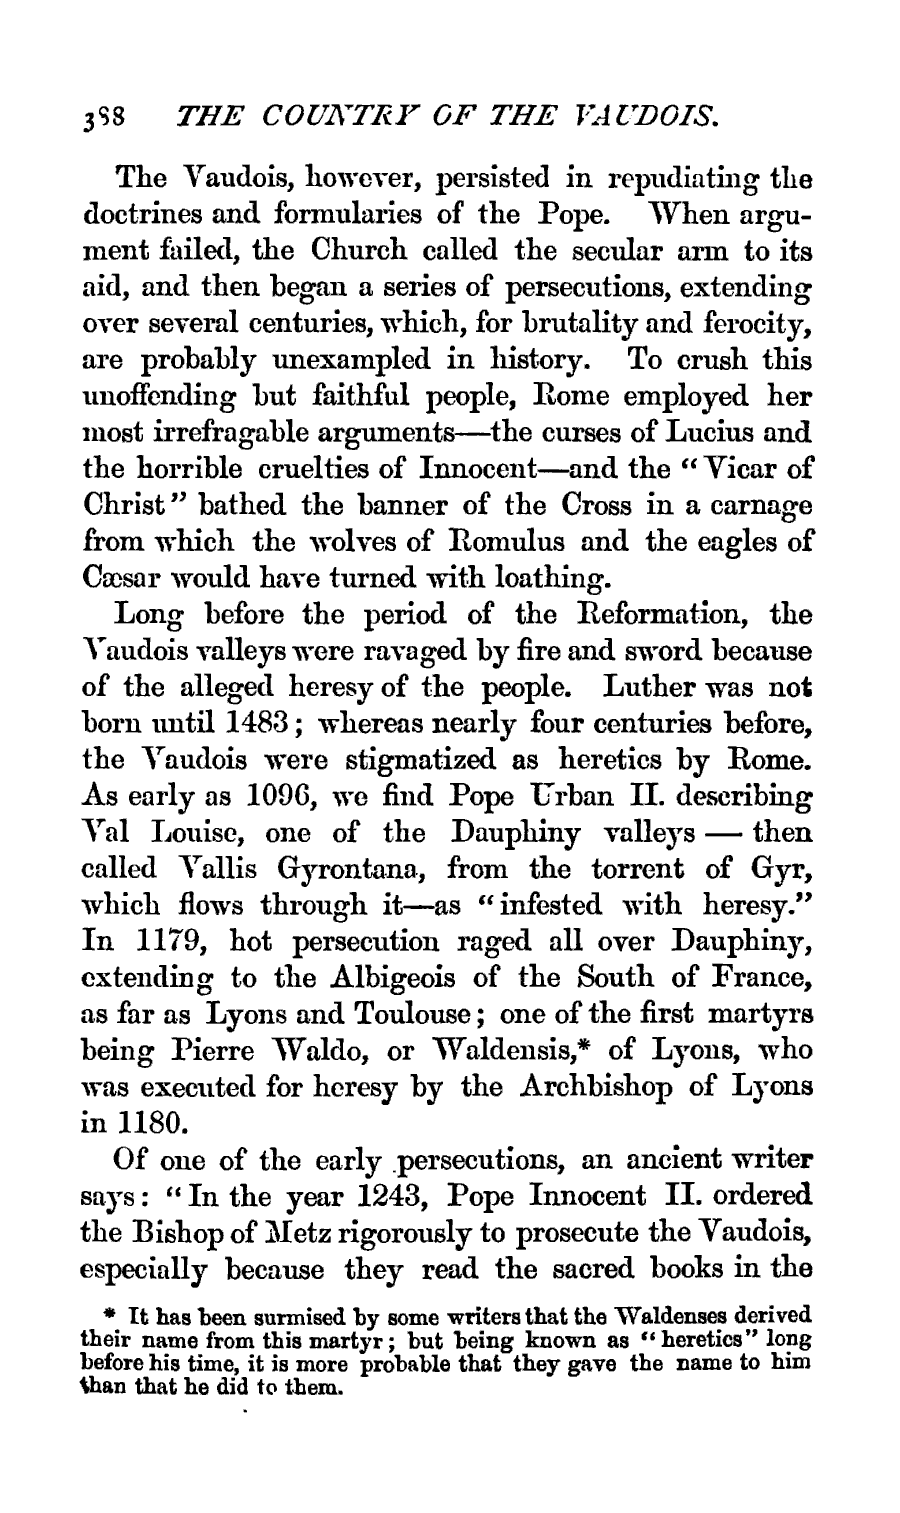 388 THE COUNTRY OF THE VAUDOIS.
The Vaudois, however, persisted in repudiating the
doctrines and formularies of the Pope. When argu-
ment failed, the Church called the secular arm to its
aid, and then began a series of persecutions, extending
over several centuries, which, for brutality and ferocity,
are probably unexampled in history. To crush this
unoffending but faithful people, Rome employed her
most irrefragable arguments—the curses of Lucius and
the horrible cruelties of Innocent—and the “Vicar of
Christ” bathed the banner of the Cross in a carnage
from which the wolves of Romulus and the eagles of
Cæsar would have turned with loathing.
Long before the period of the Reformation, the
Vaudois valleys were ravaged by fire and sword because
of the alleged heresy of the people. Luther was not
born until 1483; whereas nearly four centuries before,
the Vaudois were stigmatized as heretics by Rome.
As early as 1096, we find Pope Urban II. describing
Val Louise, one of the Dauphiny valleys — then
called Vallis Gyrontana, from the torrent of Gyr,
which flows through it—as “infested with heresy.”
In 1179, hot persecution raged all over Dauphiny,
extending to the Albigeois of the South of France,
as far as Lyons and Toulouse; one of the first martyrs
being Pierre Waldo, or Waldensis,* of Lyons, who
was executed for heresy by the Archbishop of Lyons
in 1180.
Of one of the early persecutions, an ancient writer
says: “In the year 1243, Pope Innocent II. ordered
the Bishop of Metz rigorously to prosecute the Vaudois,
especially because they read the sacred books in the
* It has been surmised by some writers that the Waldenses derived
their name from this martyr; but being known as “heretics” long
before his time, it is more probable that they gave the name to him
than that he did to them.